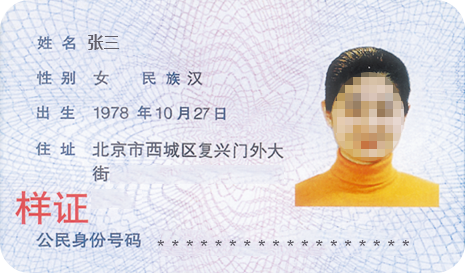 姓名 张三
性别 女 民族 汉
出生 1978 年 10 月 27 日
住址 北京市西城区复兴门外大
街
样证
公民身份号码 ******************